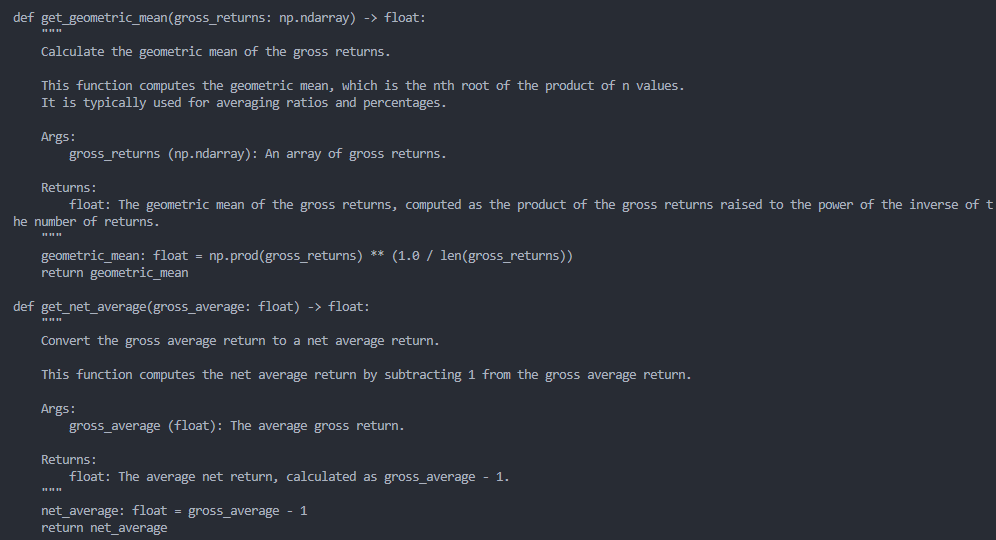 def get_geometric_mean(gross_returns: np.ndarray) -> float:
    """
    Calculate the geometric mean of the gross returns.

    This function computes the geometric mean, which is the nth root of the product of n values.
    It is typically used for averaging ratios and percentages.

    Args:
        gross_returns (np.ndarray): An array of gross returns.

    Returns:
        float: The geometric mean of the gross returns, computed as the product of the gross returns raised to the power of the inverse of t
he number of returns.
    """
    geometric_mean: float = np.prod(gross_returns) ** (1.0 / len(gross_returns))
    return geometric_mean

def get_net_average(gross_average: float) -> float:
    """
    Convert the gross average return to a net average return.

    This function computes the net average return by subtracting 1 from the gross average return.

    Args:
        gross_average (float): The average gross return.

    Returns:
        float: The average net return, calculated as gross_average - 1.
    """
    net_average: float = gross_average - 1
    return net_average